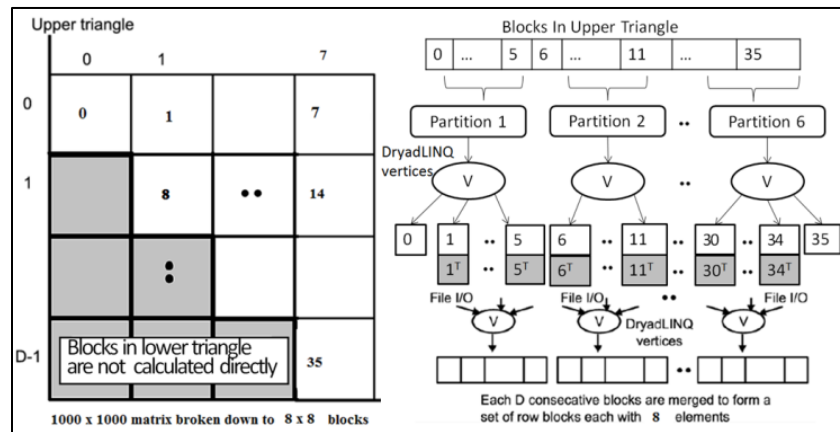 Upper triangle
0 1 7
0 0 1 7
1 8 •• 14
:
D-1 35
Blocks in lower triangle
are not calculated directly
1000 x 1000 matrix broken down to 8 x 8 blocks
Blocks In Upper Triangle
0 ... 5 6 ... 11 ... 35
Partition 1 Partition 2 •• Partition 6
DryadLINQ
vertices
V V .. V
0 1 •• 5 6 •• 11 30 •• 34 35
1T .. 5T 6T .. 11T 30T .. 34T
File I/O File I/O •• File I/O
V V V
DryadLINQ
vertices
••
Each D consecutive blocks are merged to form a
set of row blocks each with 8 elements